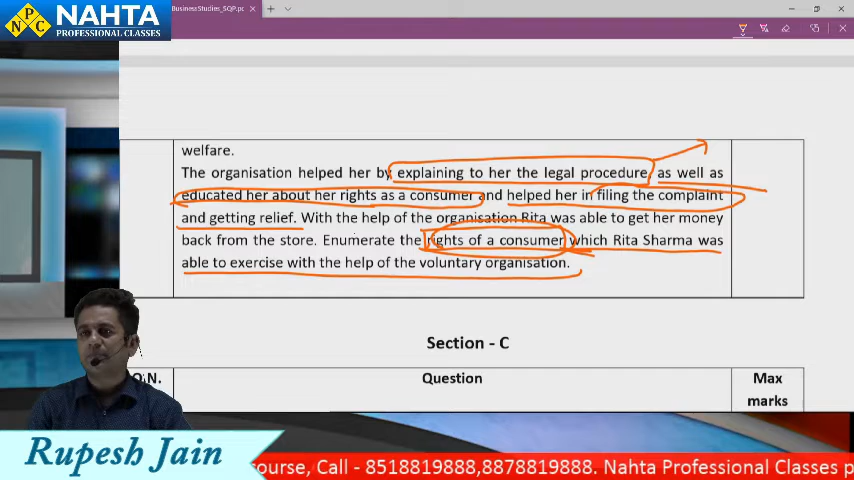 NPC
NAHTA
PROFESSIONAL CLASSES
BusinessStudies_SQP.pc
welfare.
The organisation helped her by explaining to her the legal procedure, as well as
educated her about her rights as a consumer and helped her in filing the complaint
and getting relief. With the help of the organisation Rita was able to get her money
back from the store. Enumerate the rights of a consumer which Rita Sharma was
able to exercise with the help of the voluntary organisation.
Section - C
Q.N.
Question
Max
marks
Rupesh Jain
course, Call - 8518819888,8878819888. Nahta Professional Classes p